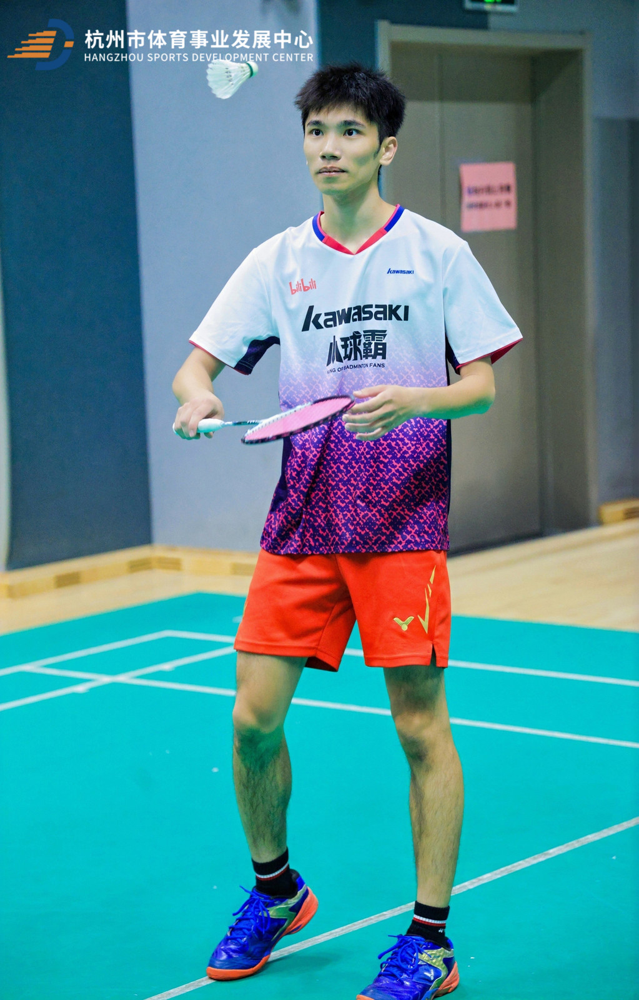 杭州市体育事业发展中心
HANGZHOU SPORTS DEVELOPMENT CENTER
bilibili
Kawasaki
Kawasaki
小球霸
KING OF BADMINTON FANS